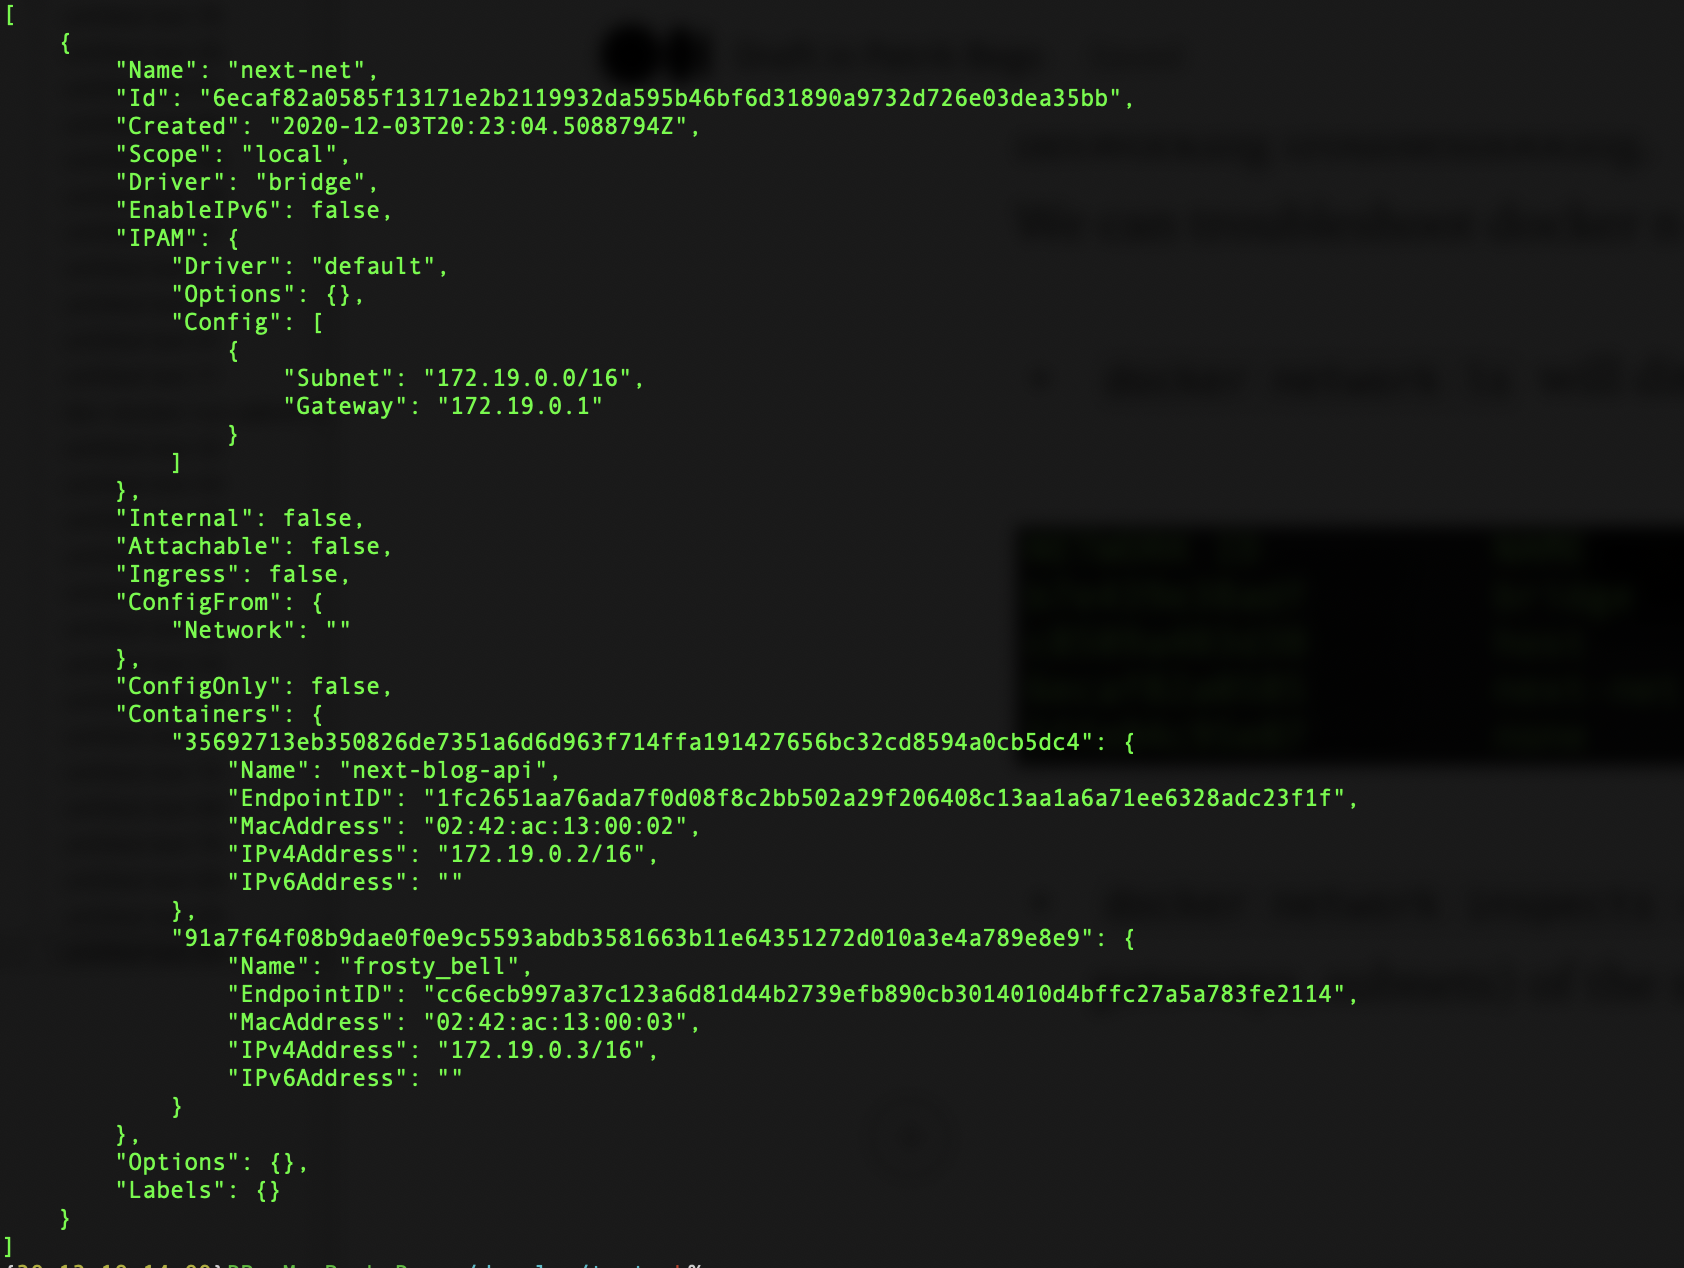 [
    {
        "Name": "next-net",
        "Id": "6ecaf82a0585f13171e2b2119932da595b46bf6d31890a9732d726e03dea35bb",
        "Created": "2020-12-03T20:23:04.5088794Z",
        "Scope": "local",
        "Driver": "bridge",
        "EnableIPv6": false,
        "IPAM": {
            "Driver": "default",
            "Options": {},
            "Config": [
                {
                    "Subnet": "172.19.0.0/16",
                    "Gateway": "172.19.0.1"
                }
            ]
        },
        "Internal": false,
        "Attachable": false,
        "Ingress": false,
        "ConfigFrom": {
            "Network": ""
        },
        "ConfigOnly": false,
        "Containers": {
            "35692713eb350826de7351a6d6d963f714ffa191427656bc32cd8594a0cb5dc4": {
                "Name": "next-blog-api",
                "EndpointID": "1fc2651aa76ada7f0d08f8c2bb502a29f206408c13aa1a6a71ee6328adc23f1f",
                "MacAddress": "02:42:ac:13:00:02",
                "IPv4Address": "172.19.0.2/16",
                "IPv6Address": ""
            },
            "91a7f64f08b9dae0f0e9c5593abdb3581663b11e64351272d010a3e4a789e8e9": {
                "Name": "frosty_bell",
                "EndpointID": "cc6ecb997a37c123a6d81d44b2739efb890cb3014010d4bffc27a5a783fe2114",
                "MacAddress": "02:42:ac:13:00:03",
                "IPv4Address": "172.19.0.3/16",
                "IPv6Address": ""
            }
        },
        "Options": {},
        "Labels": {}
    }
]